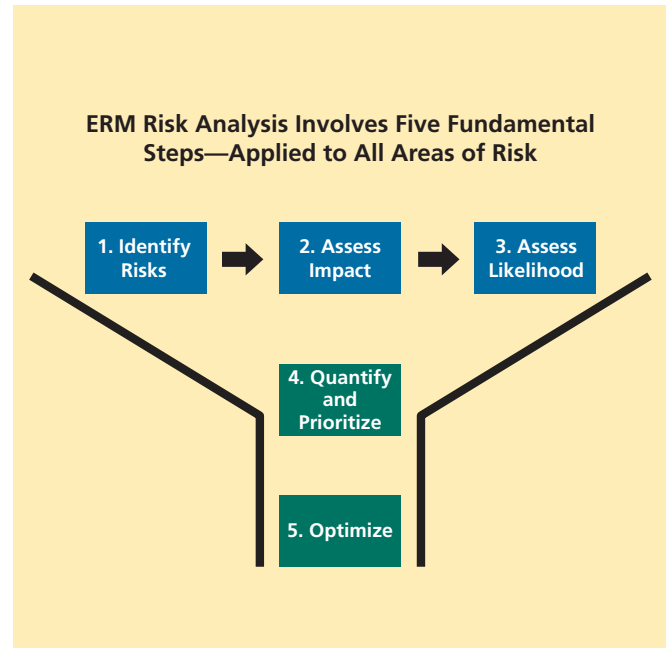 ERM Risk Analysis Involves Five Fundamental
Steps—Applied to All Areas of Risk
1. Identify
Risks
2. Assess
Impact
3. Assess
Likelihood
4. Quantify
and
Prioritize
5. Optimize